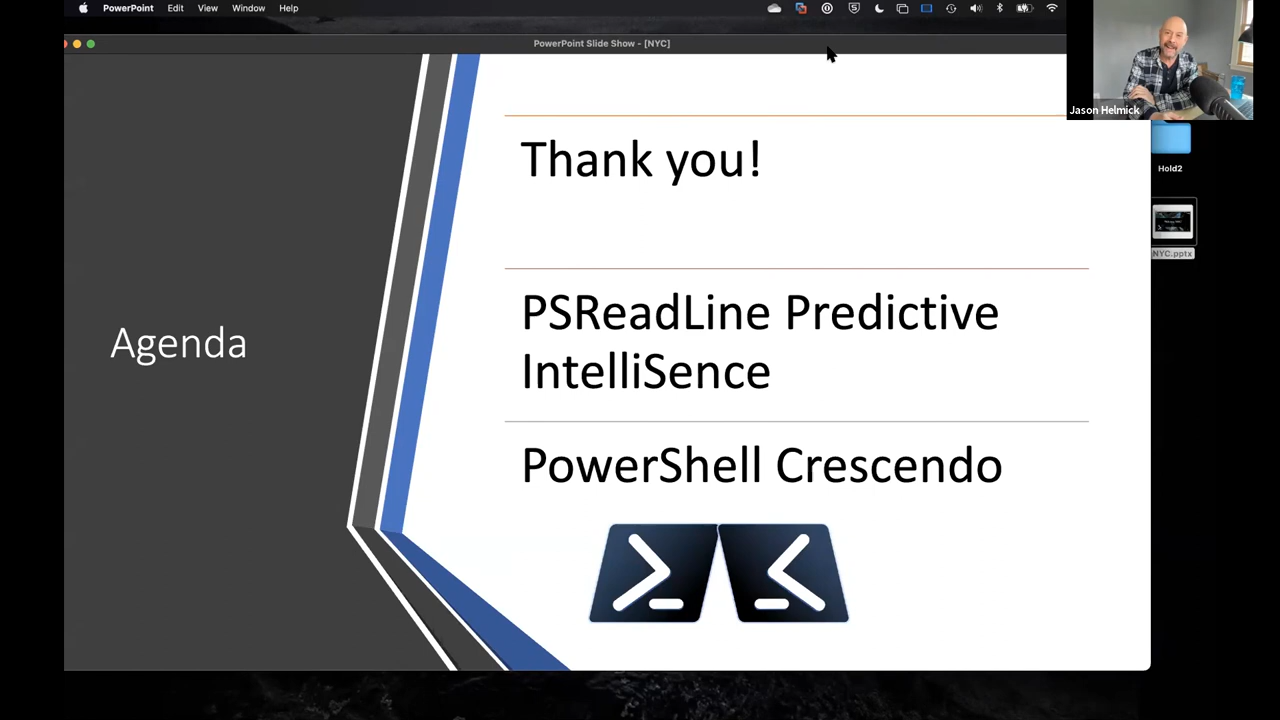 PowerPoint Edit View Window Help
PowerPoint Slide Show - [NYC]
Jason Helmick
Thank you!
Hold2
NYC.pptx
PSReadLine Predictive
IntelliSence
Agenda
PowerShell Crescendo